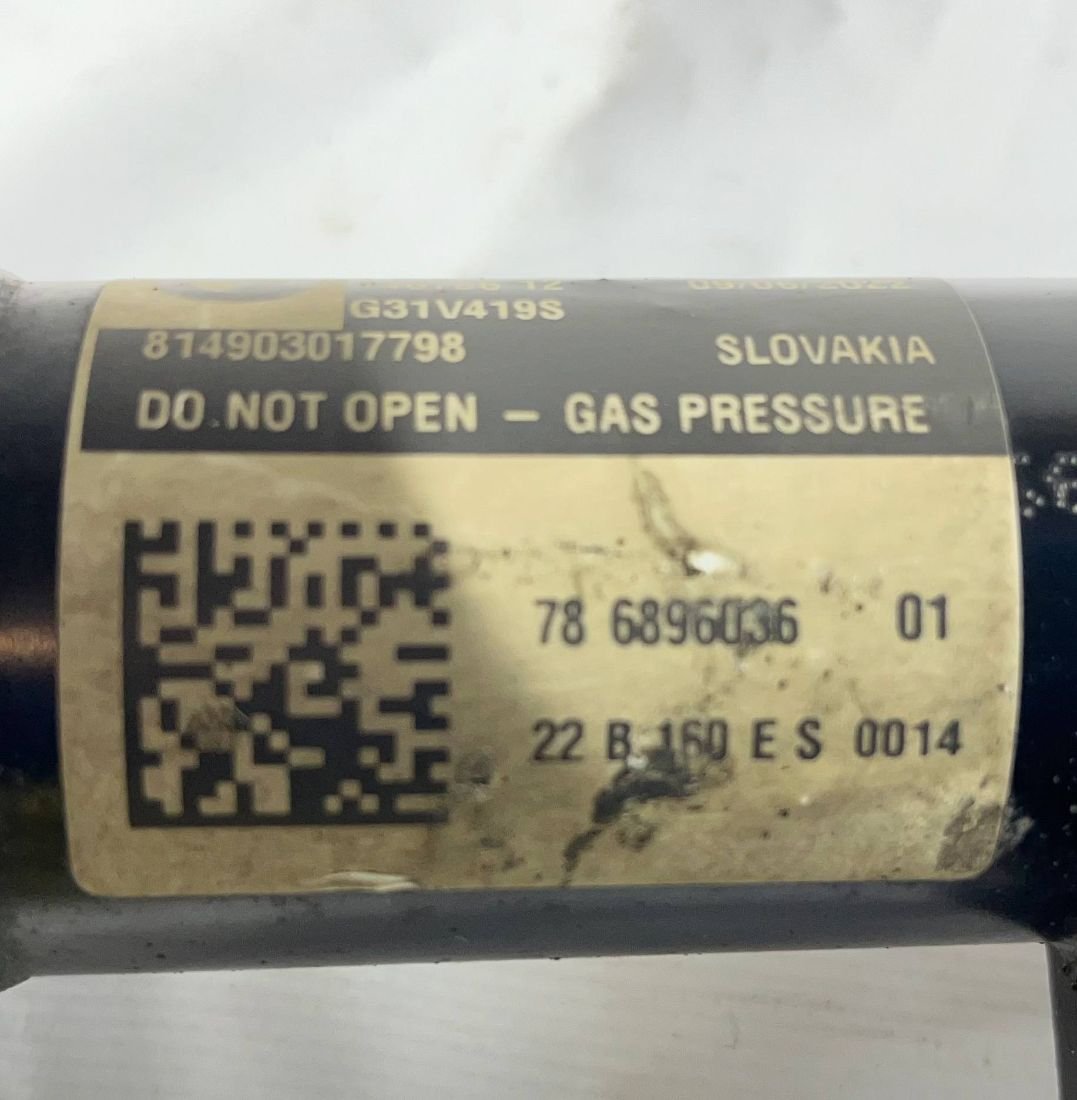 G31V419S
814903017798 SLOVAKIA
DO NOT OPEN – GAS PRESSURE
78 6896036 01
22 B 160 E S 0014